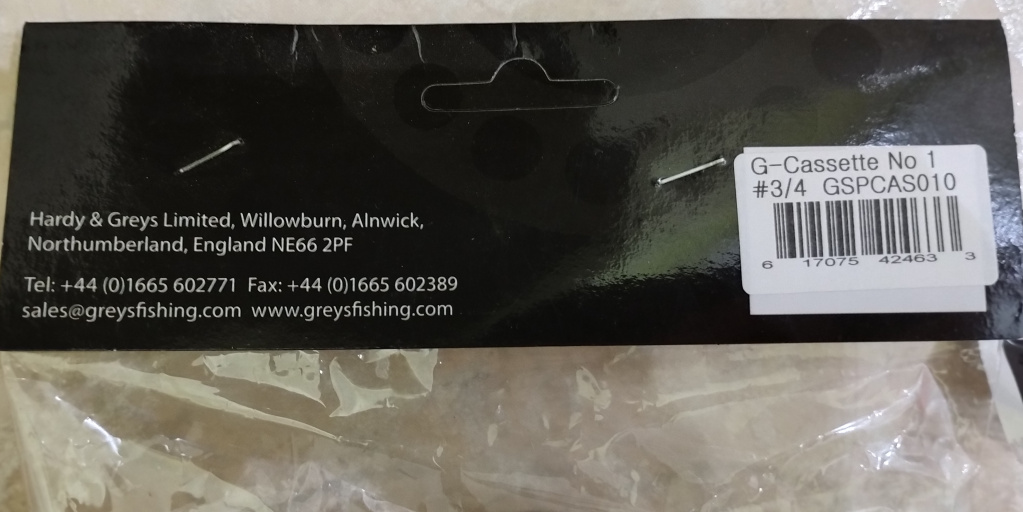 Hardy & Greys Limited, Willowburn, Alnwick,
Northumberland, England NE66 2PF
Tel: +44 (0)1665 602771 Fax: +44 (0)1665 602389
sales@greysfishing.com www.greysfishing.com
G-Cassette No 1
#3/4 GSPCAS010
6 17075 42463 3